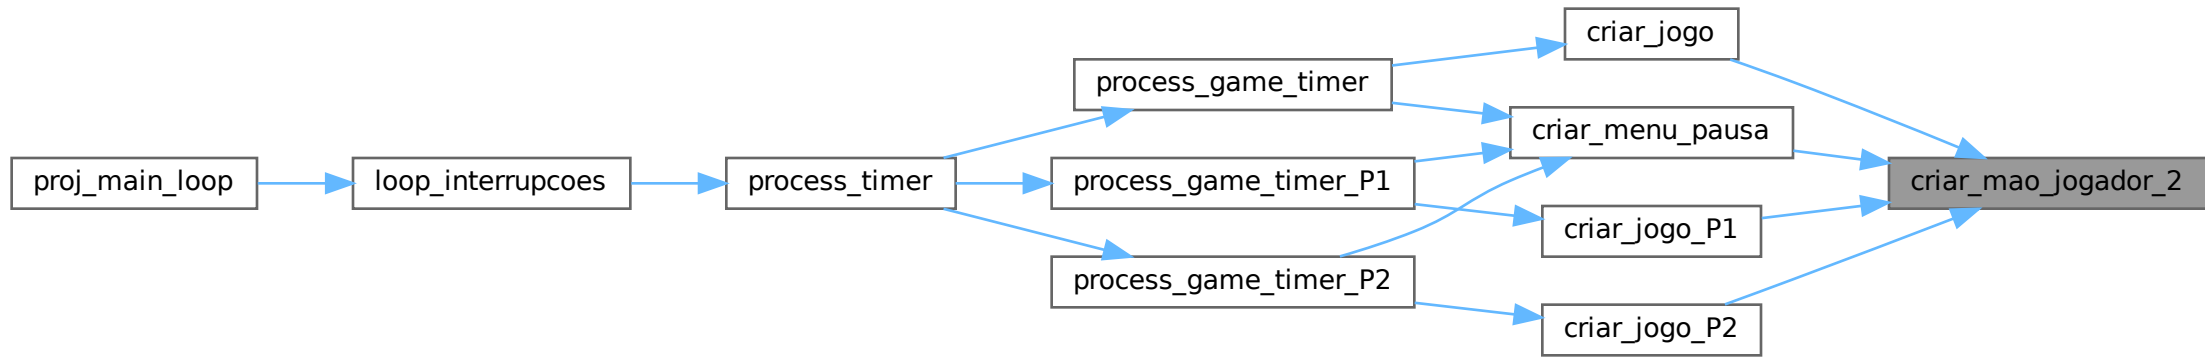 criar_jogo
process_game_timer
criar_menu_pausa
proj_main_loop
loop_interrupcoes
process_timer
process_game_timer_P1
criar_mao_jogador_2
criar_jogo_P1
process_game_timer_P2
criar_jogo_P2